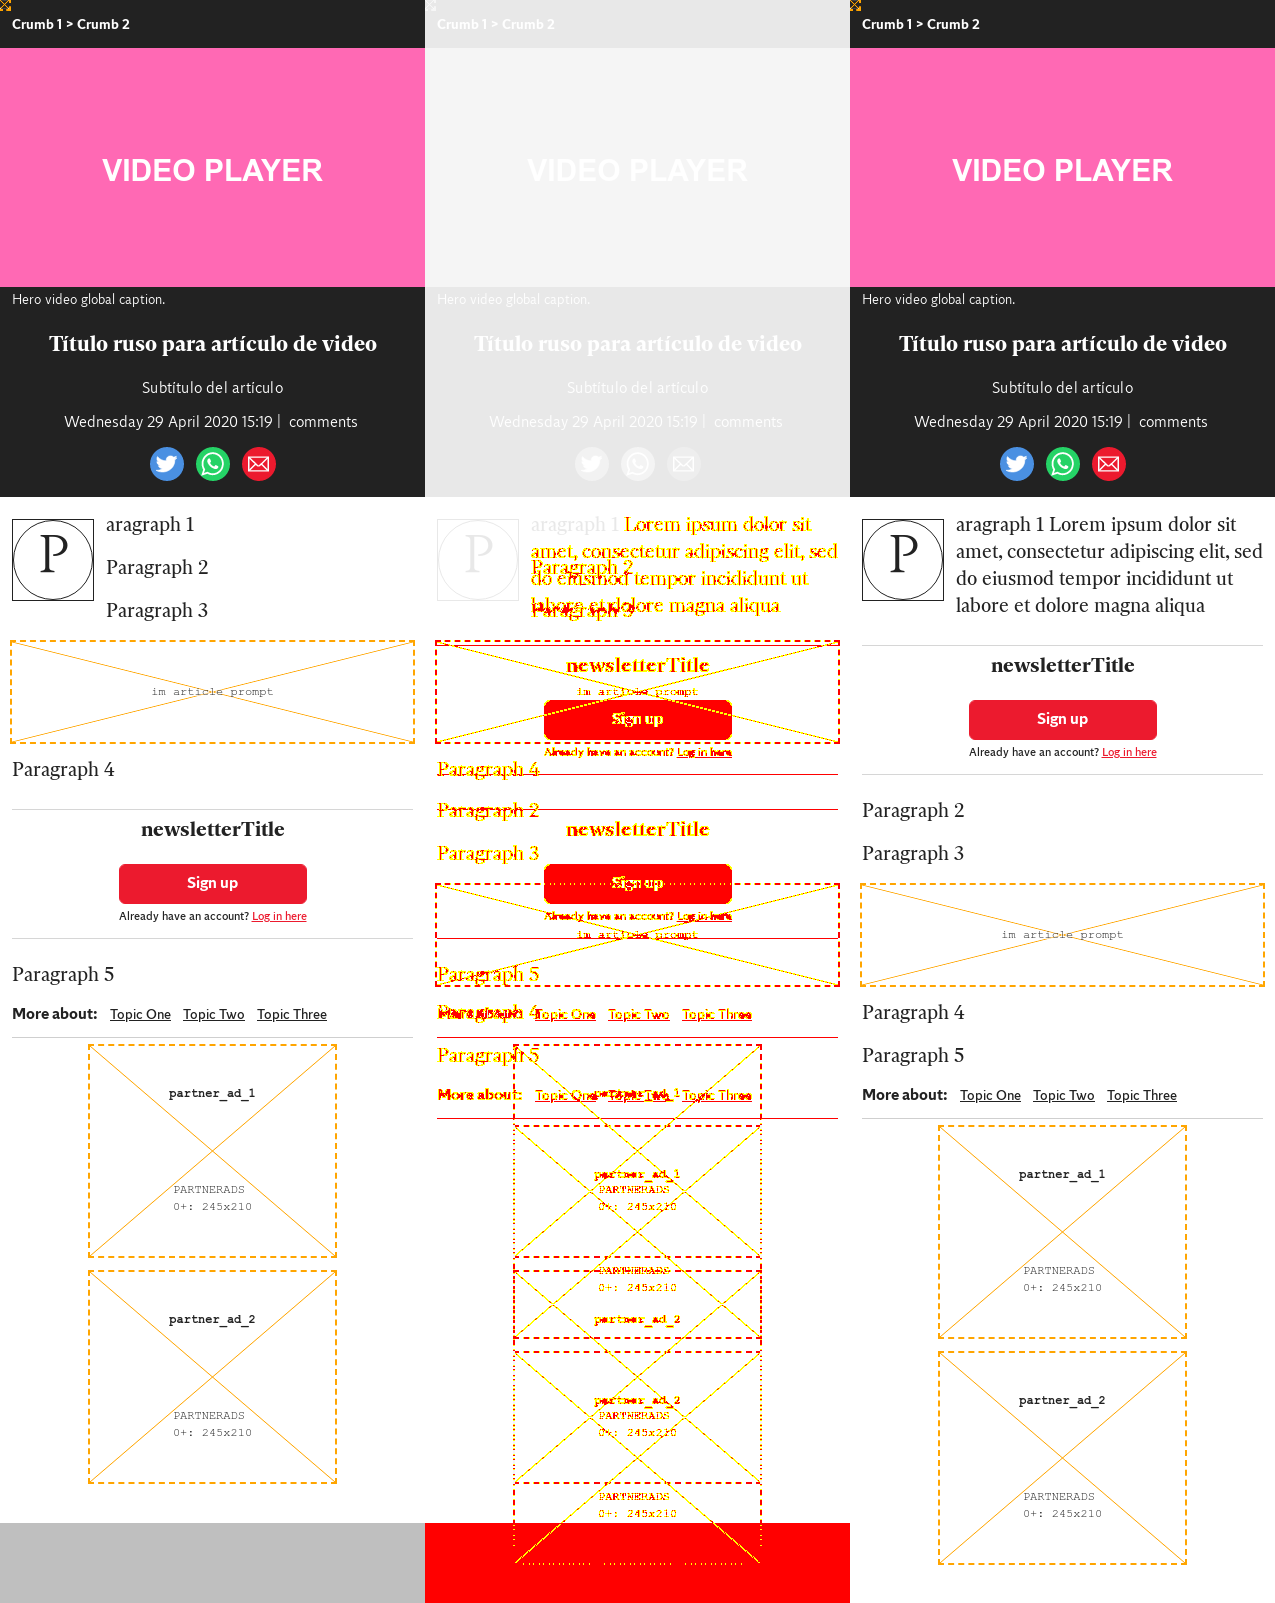 Crumb 1 > Crumb 2
VIDEO PLAYER
Hero video global caption.
Título ruso para artículo de video
Subtítulo del artículo
Wednesday 29 April 2020 15:19 | comments
P
aragraph 1
Paragraph 2
Paragraph 3
im article prompt
Paragraph 4
newsletterTitle
Sign up
Already have an account? Log in here
Paragraph 5
More about: Topic One Topic Two Topic Three
partner_ad_1
PARTNERADS
0+: 245x210
partner_ad_2
PARTNERADS
0+: 245x210
Crumb 1 > Crumb 2
VIDEO PLAYER
Hero video global caption.
Título ruso para artículo de video
Subtítulo del artículo
Wednesday 29 April 2020 15:19 | comments
P
aragraph 1 Lorem ipsum dolor sit
amet, consectetur adipiscing elit, sed
Paragraph 2
do eiusmod tempor incididunt ut
labore et dolore magna aliqua
Paragraph 3
newsletterTitle
im article prompt
Sign up
Already have an account? Log in here
Paragraph 4
Paragraph 2
newsletterTitle
Paragraph 3
Sign up
Already have an account? Log in here
im article prompt
Paragraph 5
Paragraph 4
More about: Topic One Topic Two Topic Three
Paragraph 5
partner_ad_1
More about: Topic One Topic Two Topic Three
partner_ad_1
PARTNERADS
0+: 245x210
PARTNERADS
0+: 245x210
partner_ad_2
partner_ad_2
PARTNERADS
0+: 245x210
PARTNERADS
0+: 245x210
Crumb 1 > Crumb 2
VIDEO PLAYER
Hero video global caption.
Título ruso para artículo de video
Subtítulo del artículo
Wednesday 29 April 2020 15:19 | comments
P
aragraph 1 Lorem ipsum dolor sit
amet, consectetur adipiscing elit, sed
do eiusmod tempor incididunt ut
labore et dolore magna aliqua
newsletterTitle
Sign up
Already have an account? Log in here
Paragraph 2
Paragraph 3
im article prompt
Paragraph 4
Paragraph 5
More about: Topic One Topic Two Topic Three
partner_ad_1
PARTNERADS
0+: 245x210
partner_ad_2
PARTNERADS
0+: 245x210